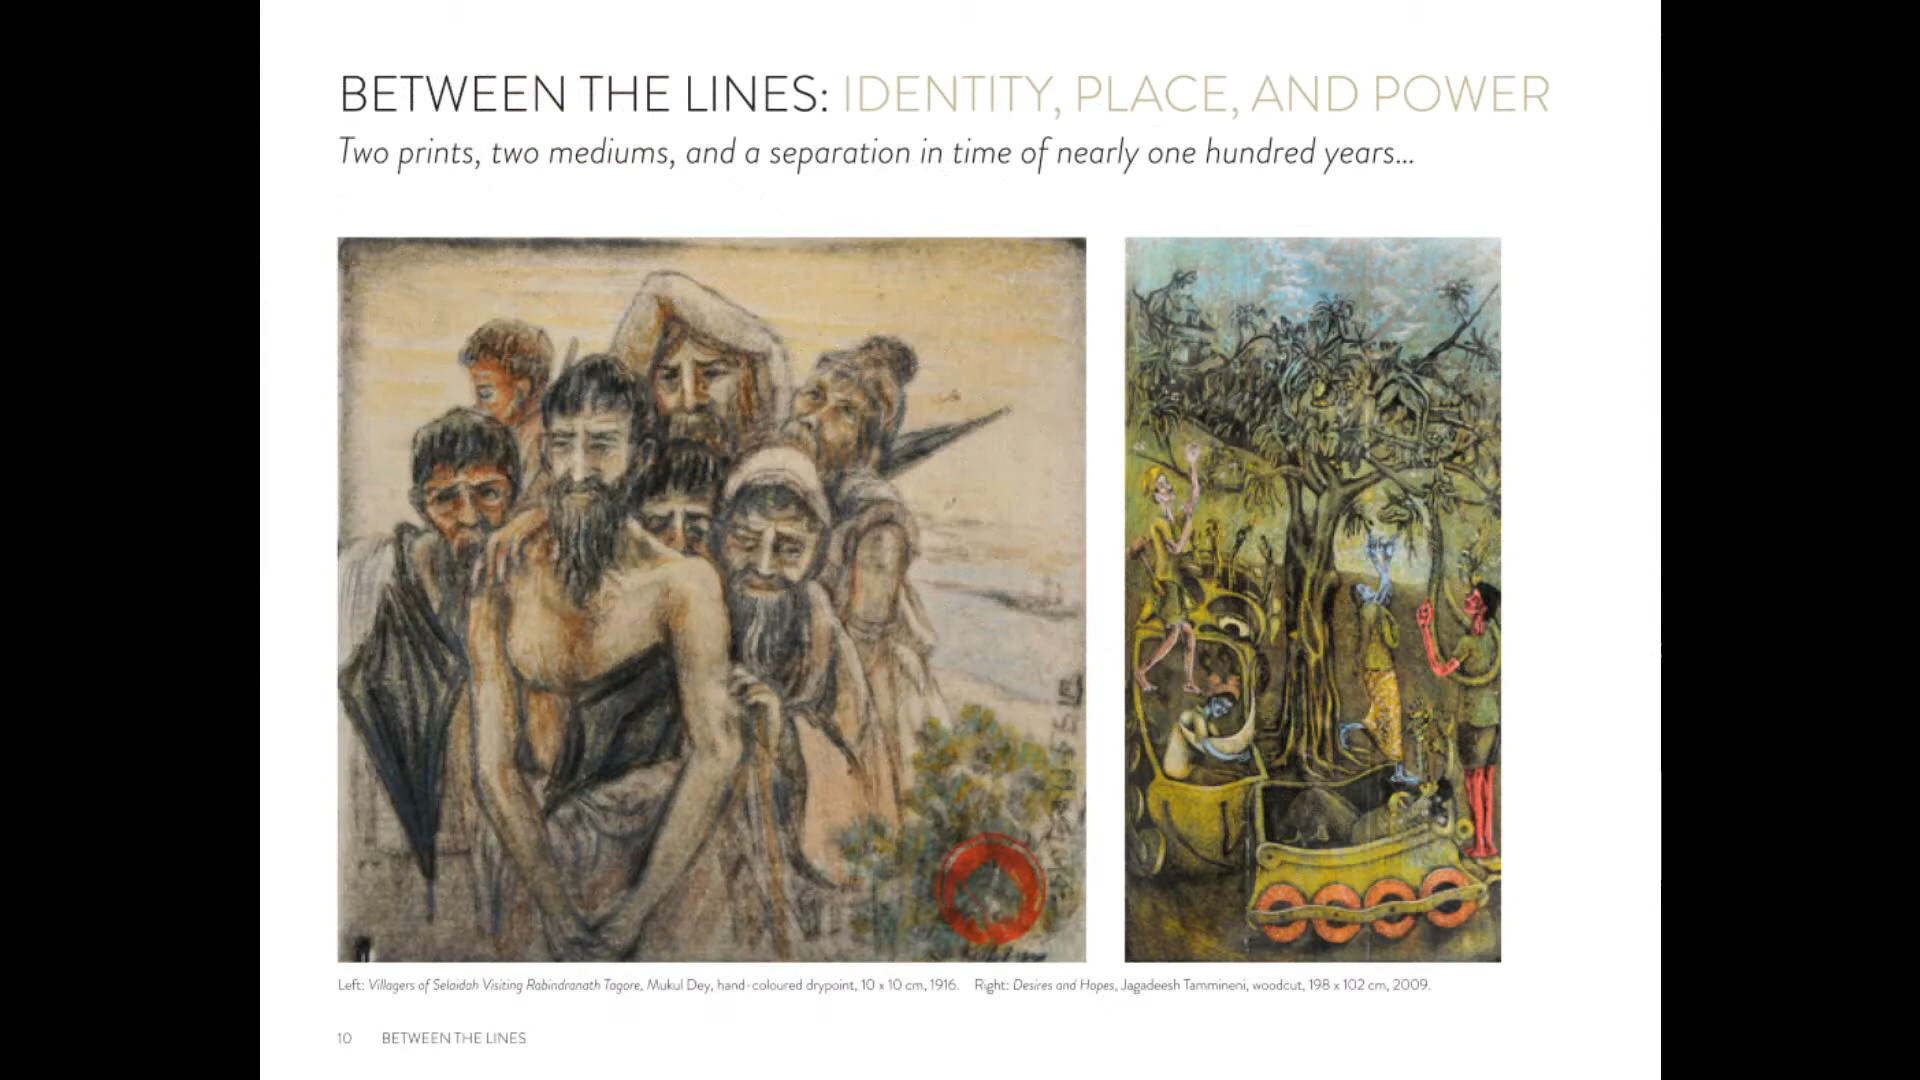 BETWEEN THE LINES: IDENTITY, PLACE, AND POWER
Two prints, two mediums, and a separation in time of nearly one hundred years...
Left: Villagers of Selaidah Visiting Rabindranath Tagore, Mukul Dey, hand-coloured drypoint, 10 x 10 cm, 1916. Right: Desires and Hopes, Jagadeesh Tammineni, woodcut, 198 x 102 cm, 2009.
10 BETWEEN THE LINES